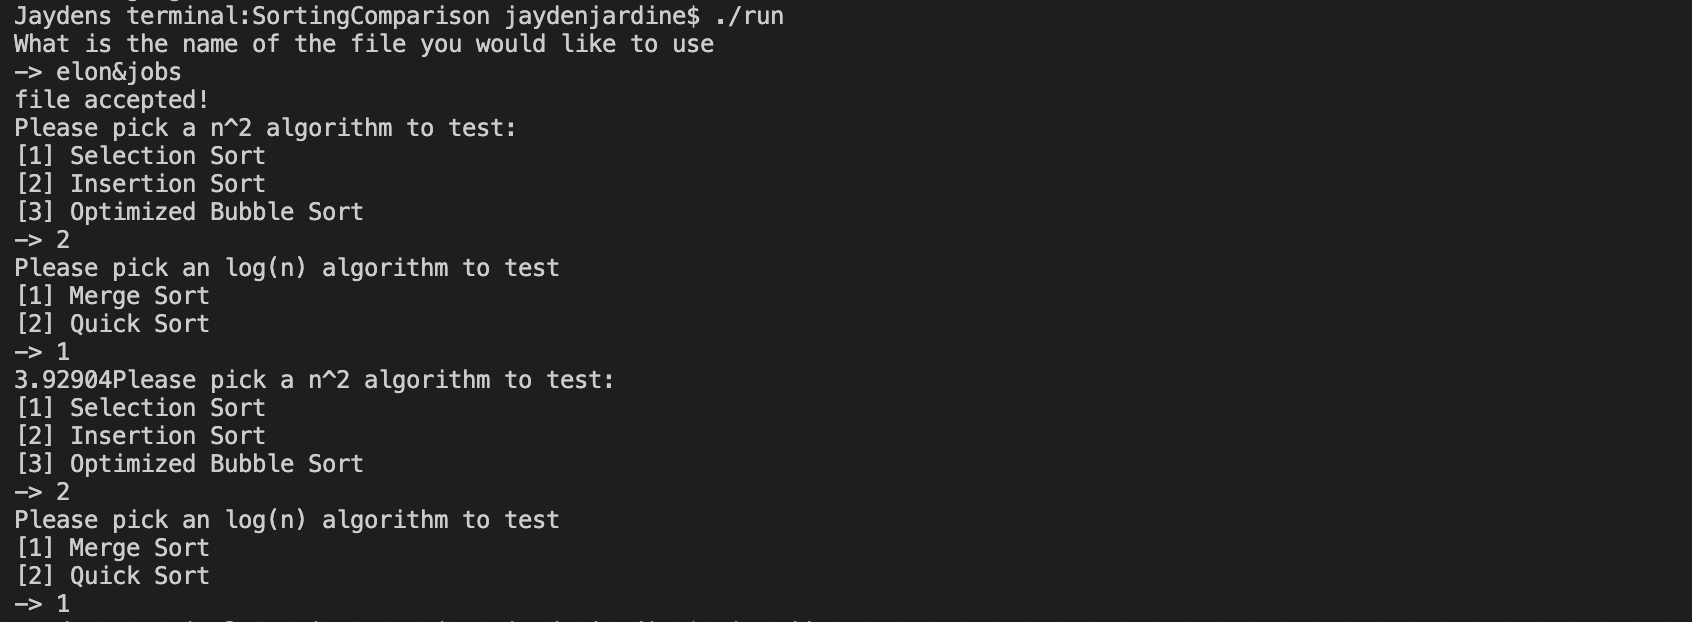 Jaydens terminal:SortingComparison jaydenjardine$ ./run
What is the name of the file you would like to use
-> elon&jobs
file accepted!
Please pick a n^2 algorithm to test:
[1] Selection Sort
[2] Insertion Sort
[3] Optimized Bubble Sort
-> 2
Please pick an log(n) algorithm to test
[1] Merge Sort
[2] Quick Sort
-> 1
3.92904Please pick a n^2 algorithm to test:
[1] Selection Sort
[2] Insertion Sort
[3] Optimized Bubble Sort
-> 2
Please pick an log(n) algorithm to test
[1] Merge Sort
[2] Quick Sort
-> 1